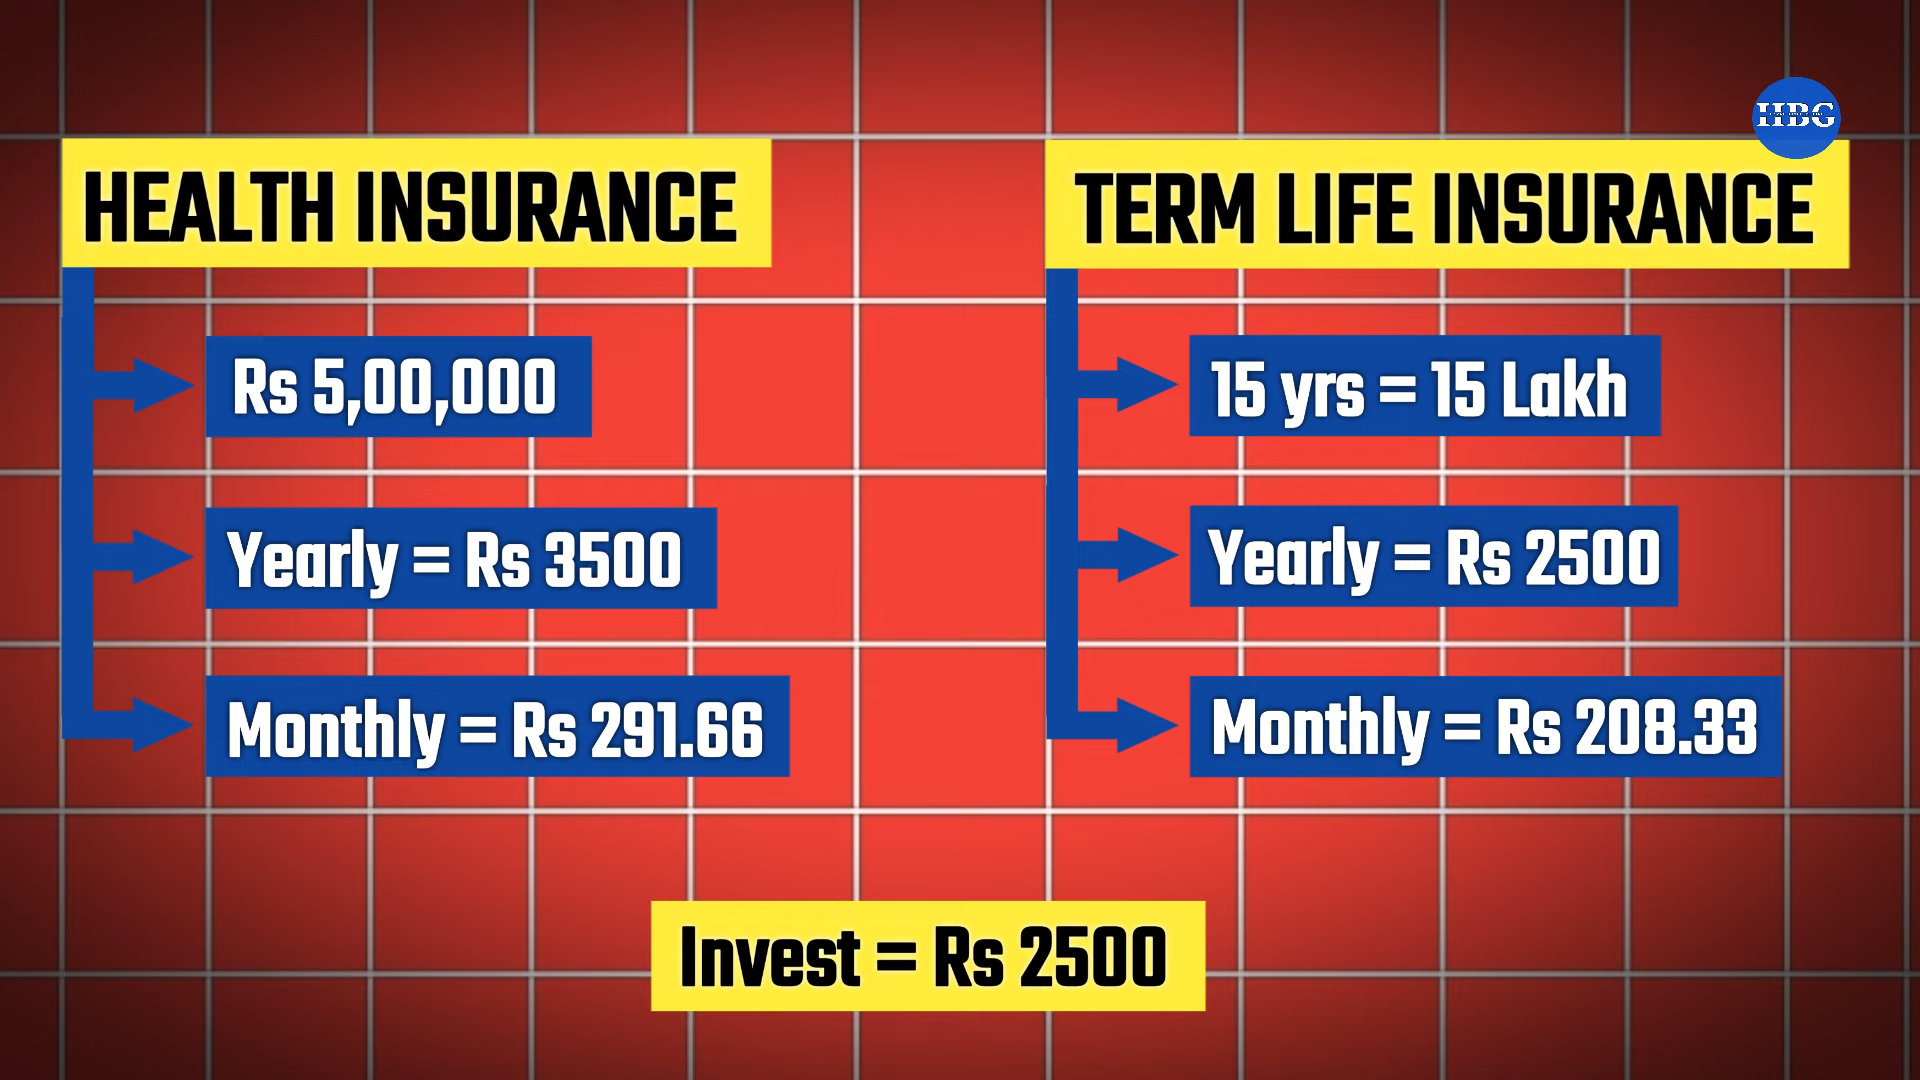 HBG
HEALTH INSURANCE
Rs 5,00,000
Yearly = Rs 3500
Monthly = Rs 291.66
TERM LIFE INSURANCE
15 yrs = 15 Lakh
Yearly = Rs 2500
Monthly = Rs 208.33
Invest = Rs 2500